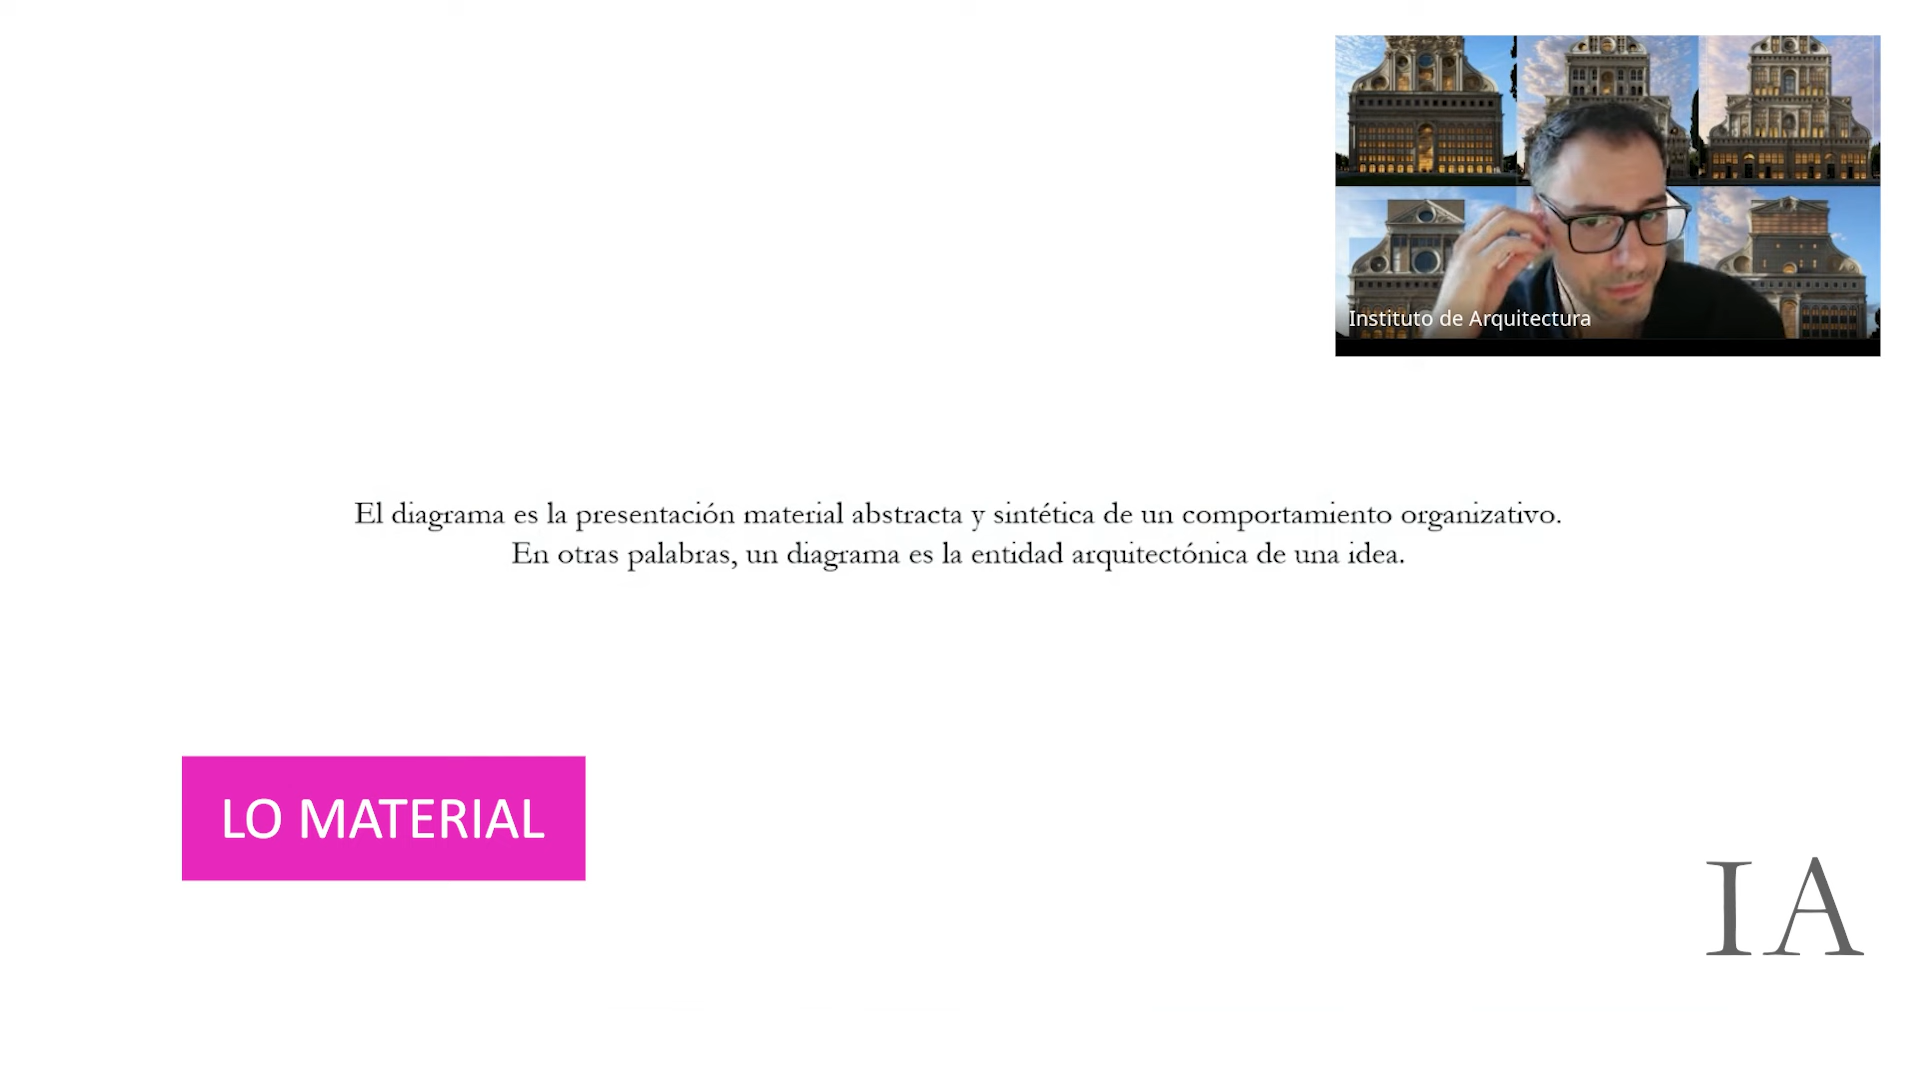 Instituto de Arquitectura
El diagrama es la presentación material abstracta y sintética de un comportamiento organizativo.
En otras palabras, un diagrama es la entidad arquitectónica de una idea.
LO MATERIAL
IA